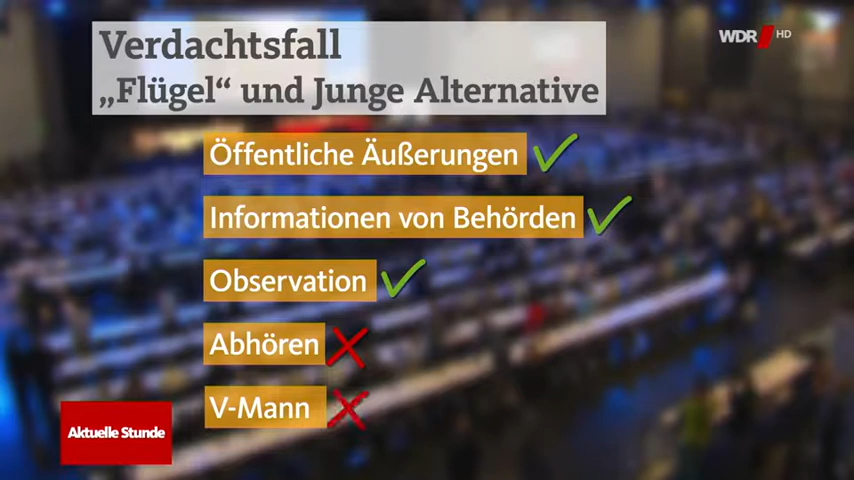 WDR HD
Verdachtsfall
„Flügel“ und Junge Alternative
Öffentliche Äußerungen
Informationen von Behörden
Observation
Abhören
V-Mann
Aktuelle Stunde